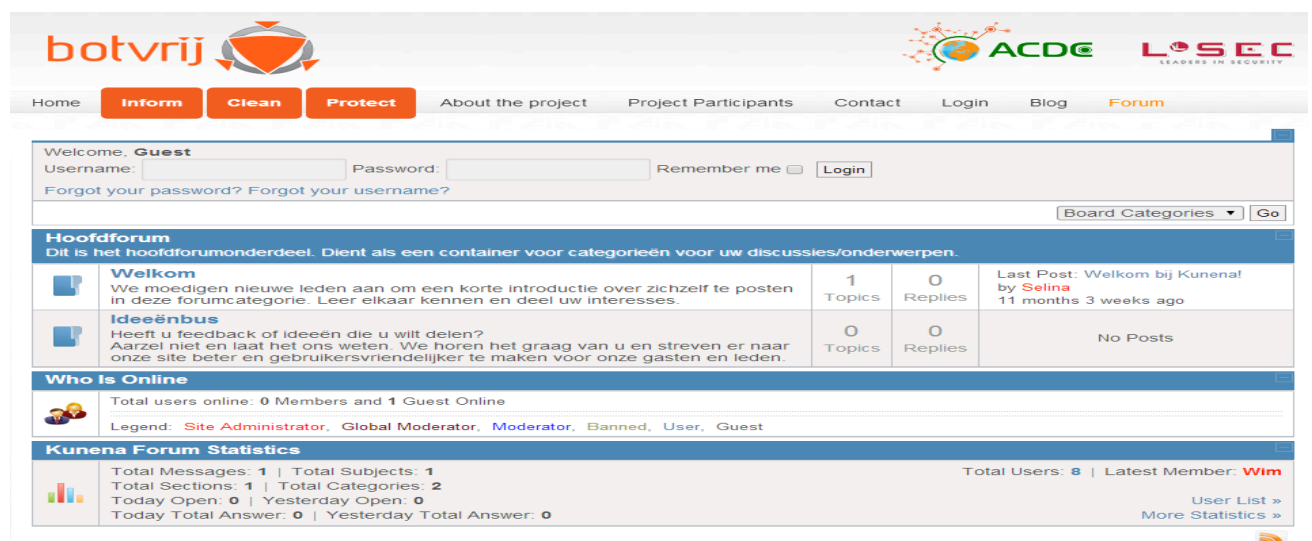 botvrij
ACDC
LSEC
LEADERS IN SECURITY
Home Inform Clean Protect About the project Project Participants Contact Login Blog Forum
Welcome, Guest
Username: Password: Remember me Login
Forgot your password? Forgot your username?
Board Categories Go
Hoofdforum
Dit is het hoofdforumonderdeel. Dient als een container voor categorieën voor uw discussies/onderwerpen.
Welkom
We moedigen nieuwe leden aan om een korte introductie over zichzelf te posten
in deze forumcategorie. Leer elkaar kennen en deel uw interesses.
1
Topics
0
Replies
Last Post: Welkom bij Kunena!
by Selina
11 months 3 weeks ago
Ideeënbus
Heeft u feedback of ideeën die u wilt delen?
Aarzel niet en laat het ons weten. We horen het graag van u en streven er naar
onze site beter en gebruikersvriendelijker te maken voor onze gasten en leden.
0
Topics
0
Replies
No Posts
Who Is Online
Total users online: 0 Members and 1 Guest Online
Legend: Site Administrator, Global Moderator, Moderator, Banned, User, Guest
Kunena Forum Statistics
Total Messages: 1 | Total Subjects: 1
Total Sections: 1 | Total Categories: 2
Today Open: 0 | Yesterday Open: 0
Today Total Answer: 0 | Yesterday Total Answer: 0
Total Users: 8 | Latest Member: Wim
User List »
More Statistics »